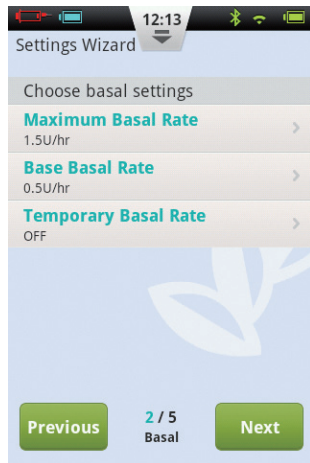 12:13
Settings Wizard
Choose basal settings
Maximum Basal Rate
1.5U/hr
Base Basal Rate
0.5U/hr
Temporary Basal Rate
OFF
Previous
2 / 5
Basal
Next